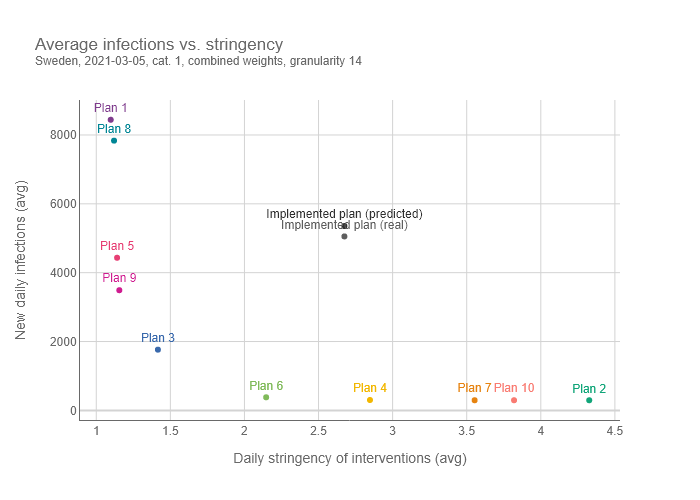 Average infections vs. stringency
Sweden, 2021-03-05, cat. 1, combined weights, granularity 14
Plan 1
8000
Plan 8
6000
Implemented plan (predicted)
Implemented plan (real)
Plan 5
4000
Plan 9
2000
Plan 3
Plan 6
Plan 4
Plan 7
Plan 10
Plan 2
0
New daily infections (avg)
1
1.5
2
2.5
3
3.5
4
4.5
Daily stringency of interventions (avg)